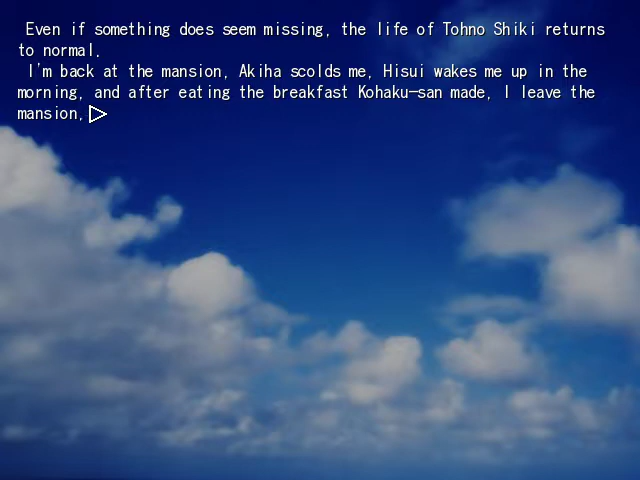 Even if something does seem missing, the life of Tohno Shiki returns
to normal.
I'm back at the mansion, Akiha scolds me, Hisui wakes me up in the
morning, and after eating the breakfast Kohaku-san made, I leave the
mansion,